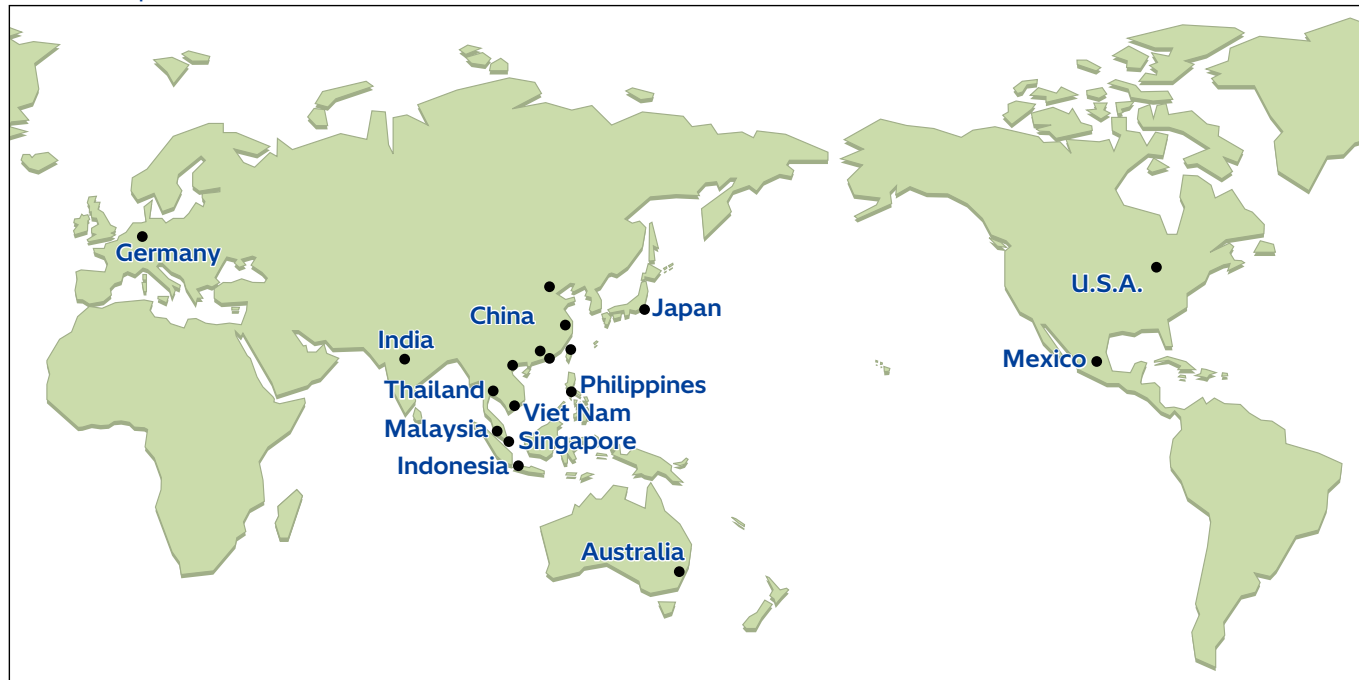 Germany
U.S.A.
China
Japan
India
Mexico
Thailand
Philippines
Viet Nam
Malaysia
Singapore
Indonesia
Australia